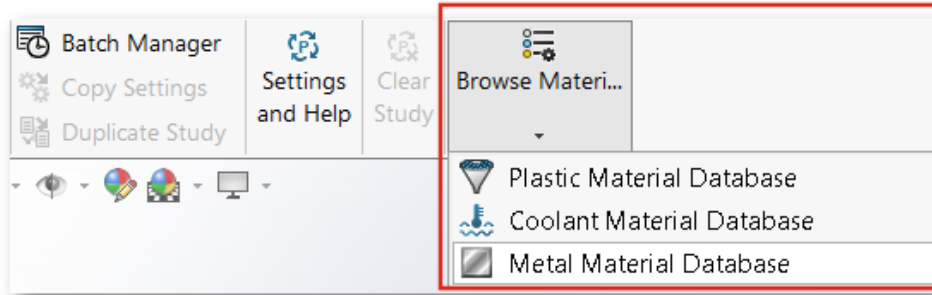 Batch Manager
Copy Settings
Duplicate Study
Settings
and Help
Clear
Study
Browse Materi...
Plastic Material Database
Coolant Material Database
Metal Material Database